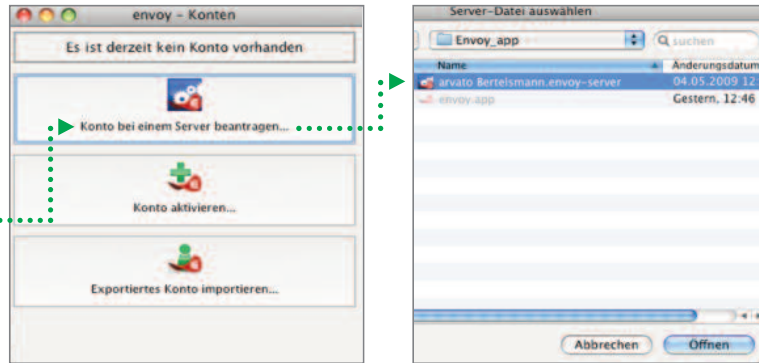 envoy – Konten
Es ist derzeit kein Konto vorhanden
Konto bei einem Server beantragen...
Konto aktivieren...
Exportiertes Konto importieren...
Server-Datei auswählen
Envoy_app
suchen
Name
Änderungsdatum
arvato Bertelsmann.envoy-server
04.05.2009 12:
envoy.app
Gestern, 12:46
Abbrechen
Öffnen